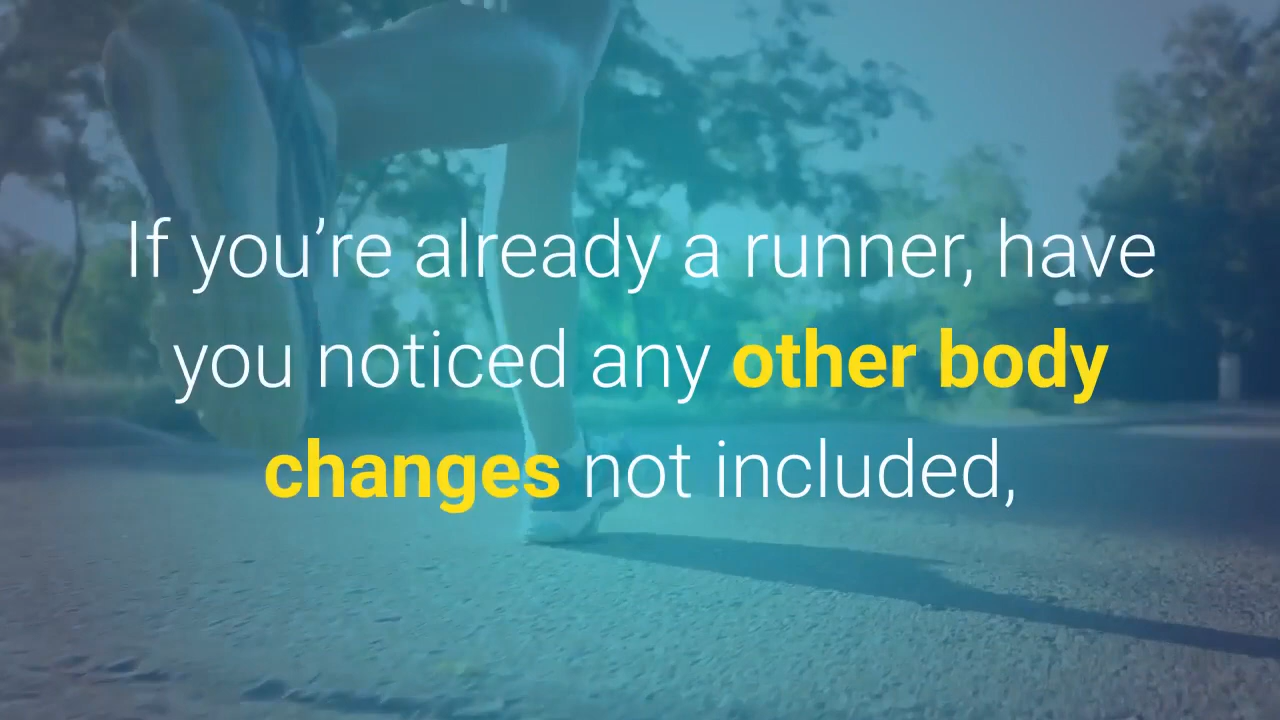 If you’re already a runner, have
you noticed any other body
changes not included,